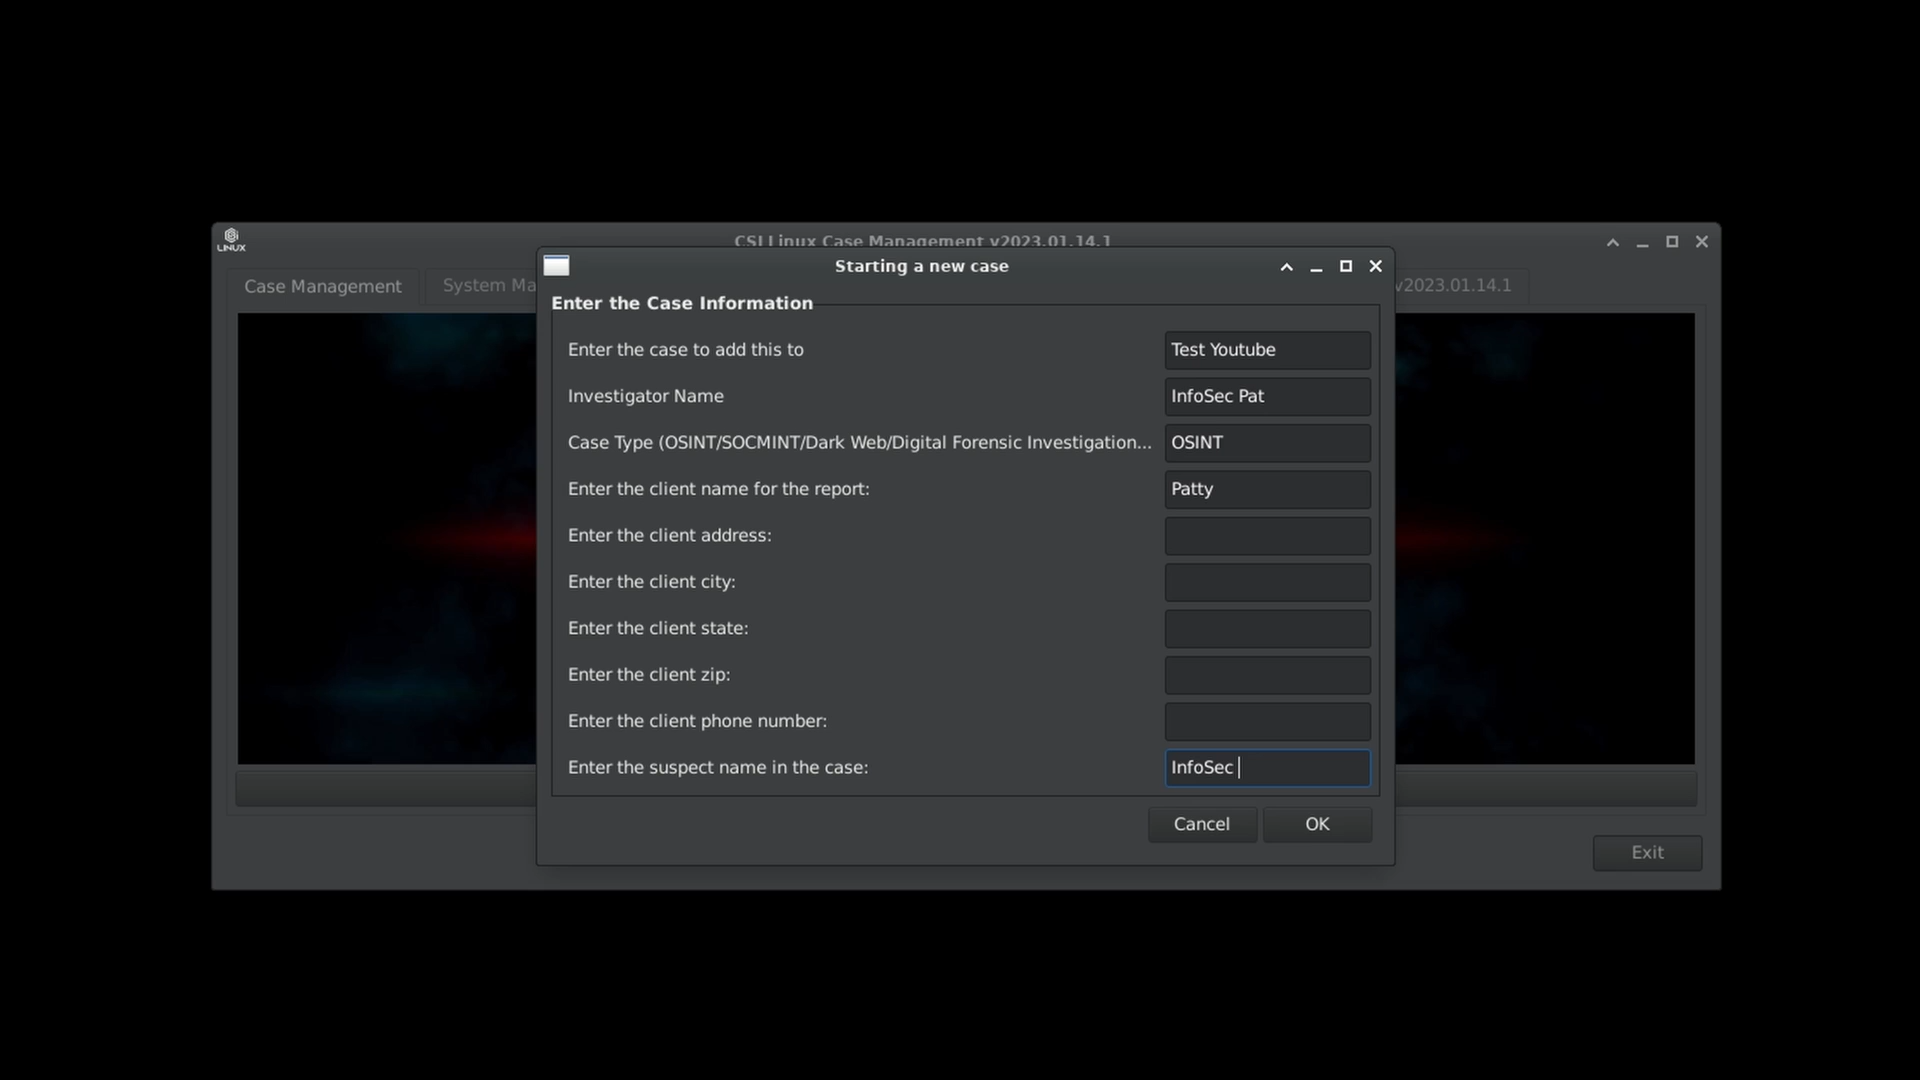 LINUX
CSI Linux Case Management v2023.01.14.1
Starting a new case
Case Management
System Ma
v2023.01.14.1
Enter the Case Information
Enter the case to add this to Test Youtube
Investigator Name InfoSec Pat
Case Type (OSINT/SOCMINT/Dark Web/Digital Forensic Investigation... OSINT
Enter the client name for the report: Patty
Enter the client address:
Enter the client city:
Enter the client state:
Enter the client zip:
Enter the client phone number:
Enter the suspect name in the case: InfoSec
Cancel OK
Exit